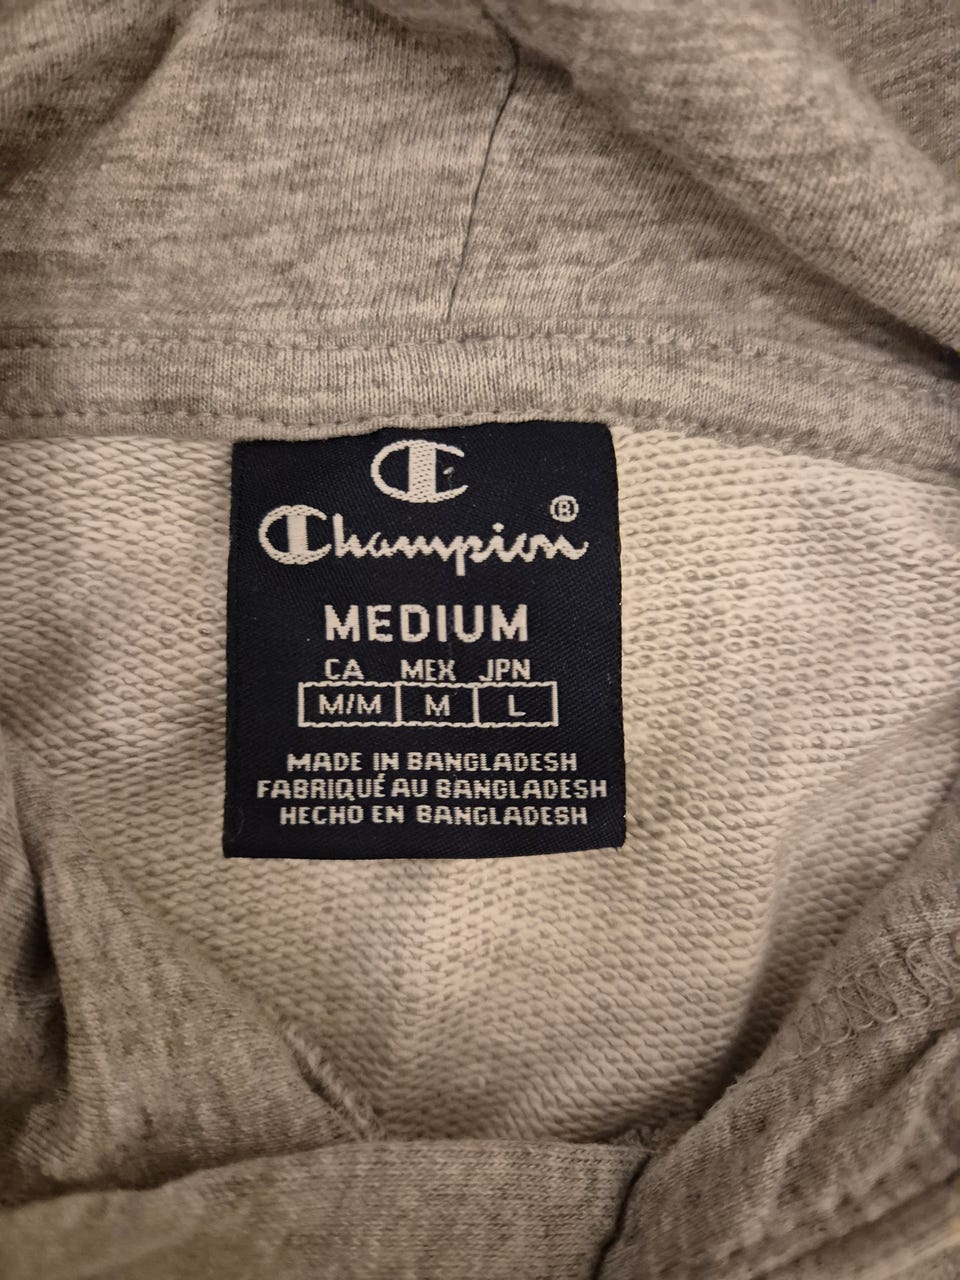 C
Champion®
MEDIUM
CA MEX JPN
M/M M L
MADE IN BANGLADESH
FABRIQUÉ AU BANGLADESH
HECHO EN BANGLADESH